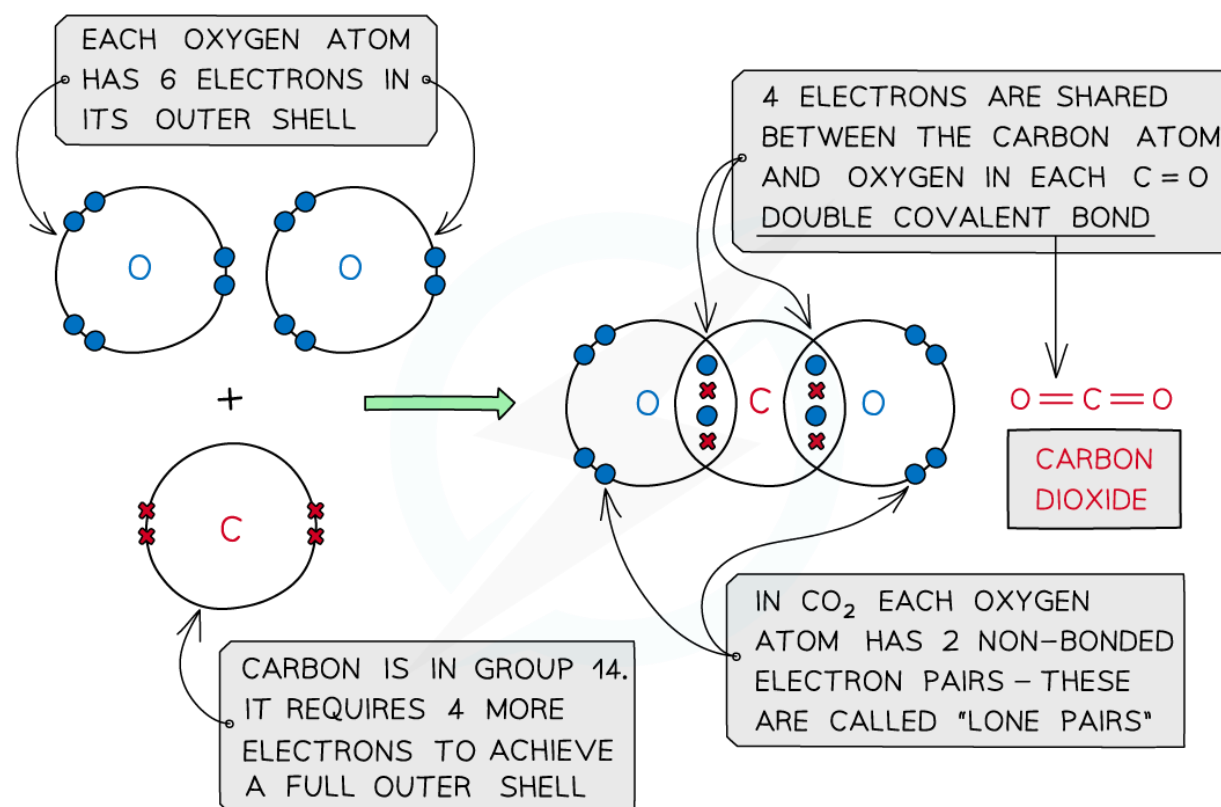 EACH OXYGEN ATOM
HAS 6 ELECTRONS IN
ITS OUTER SHELL
O
O
+
C
CARBON IS IN GROUP 14.
IT REQUIRES 4 MORE
ELECTRONS TO ACHIEVE
A FULL OUTER SHELL
4 ELECTRONS ARE SHARED
BETWEEN THE CARBON ATOM
AND OXYGEN IN EACH C=O
DOUBLE COVALENT BOND
O
C
O
O=C=O
CARBON
DIOXIDE
IN CO₂ EACH OXYGEN
ATOM HAS 2 NON-BONDED
ELECTRON PAIRS – THESE
ARE CALLED "LONE PAIRS"